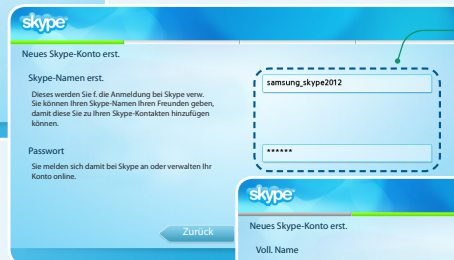 skype
Neues Skype-Konto erst.
Skype-Namen erst.
Dieses werden Sie f. die Anmeldung bei Skype verw.
Sie können Ihren Skype-Namen Ihren Freunden geben,
damit diese Sie zu Ihren Skype-Kontakten hinzufügen
können.
samsung_skype2012
Passwort
Sie melden sich damit bei Skype an oder verwalten Ihr
Konto online.
******
Zurück
skype
Neues Skype-Konto erst.
Voll. Name